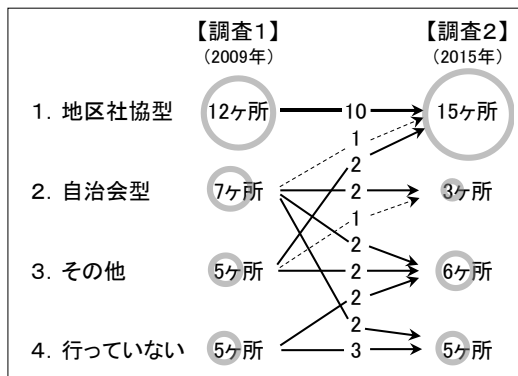 【調査1】 【調査2】
(2009年) (2015年)
1. 地区社協型 12ヶ所 10 15ヶ所
1
2
2. 自治会型 7ヶ所 2 3ヶ所
1
2
3. その他 5ヶ所 2 6ヶ所
2
2
4. 行っていない 5ヶ所 3 5ヶ所